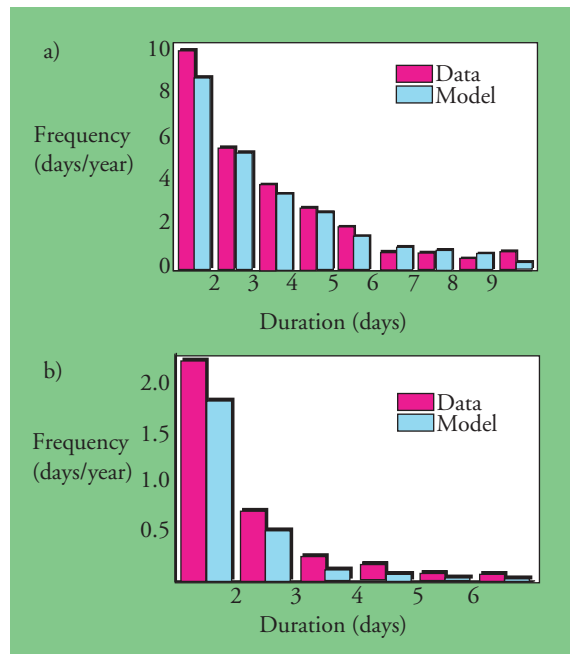 a)
10
8
6
4
2
0
Frequency
(days/year)
Data
Model
2 3 4 5 6 7 8 9
Duration (days)
b)
2.0
1.5
1.0
0.5
Frequency
(days/year)
Data
Model
2 3 4 5 6
Duration (days)